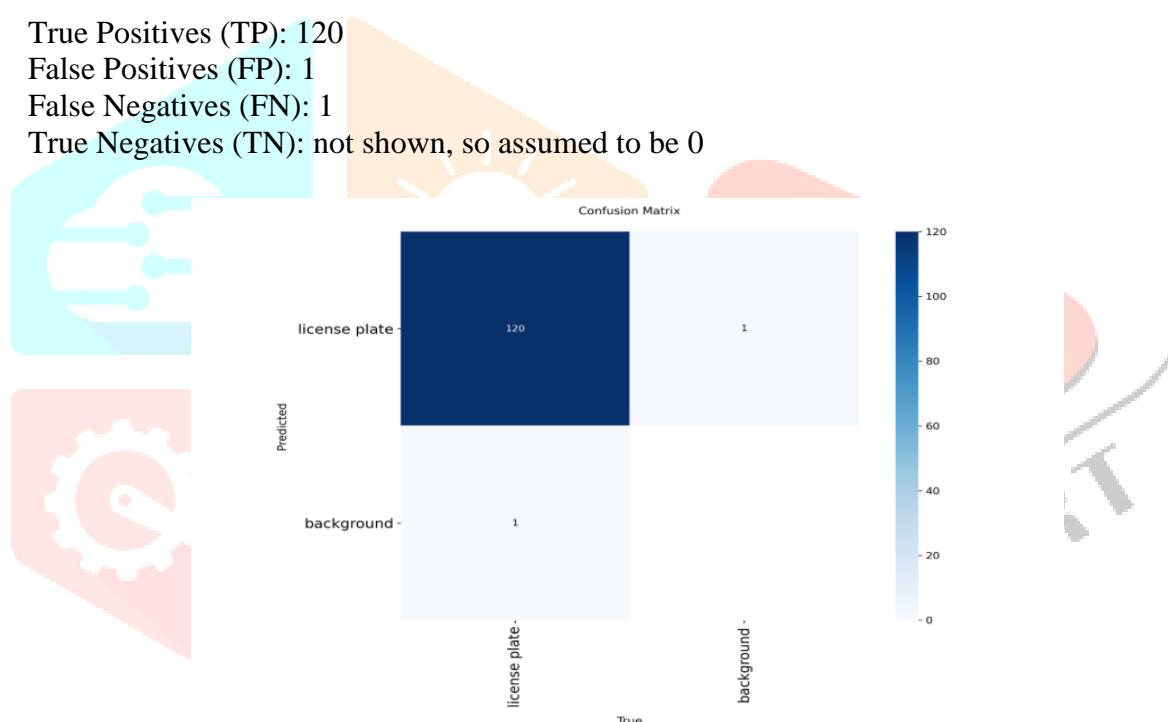 True Positives (TP): 120
False Positives (FP): 1
False Negatives (FN): 1
True Negatives (TN): not shown, so assumed to be 0
Confusion Matrix
120
100
80
60
40
20
0
license plate
120
1
Predicted
background
1
license plate
background
True